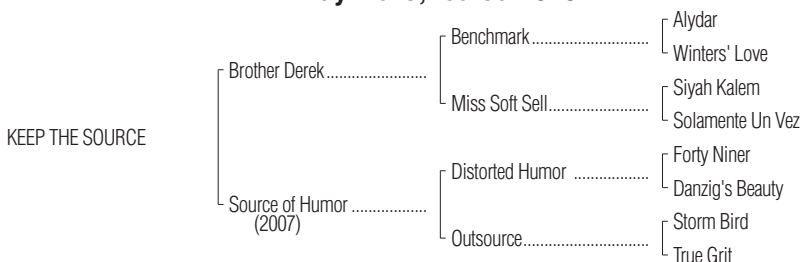 Alydar
Benchmark
Winters' Love
Brother Derek
Siyah Kalem
Miss Soft Sell
Solamente Un Vez
KEEP THE SOURCE
Forty Niner
Distorted Humor
Danzig's Beauty
Source of Humor
(2007)
Storm Bird
Outsource
True Grit